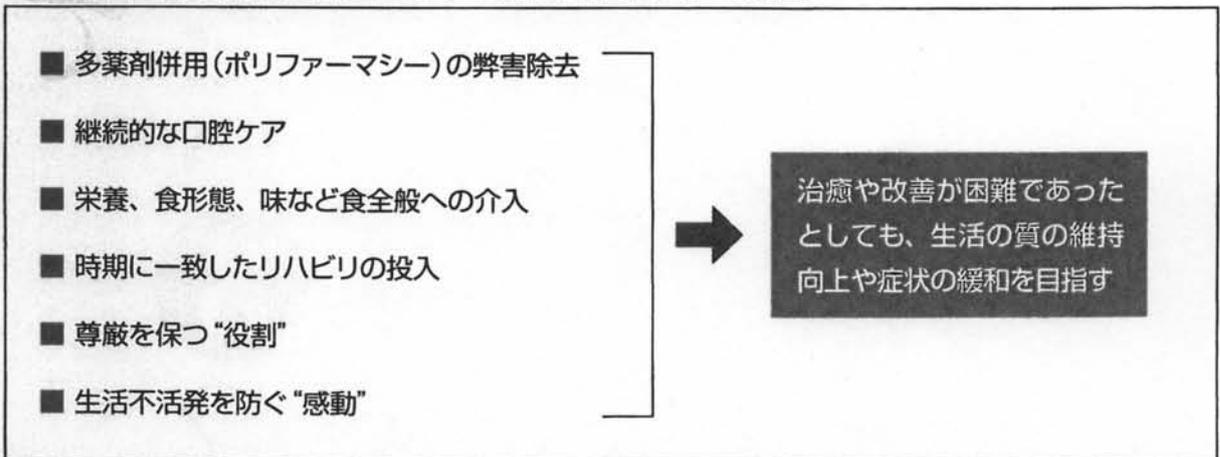 ■ 多薬剤併用(ポリファーマシー)の弊害除去
■ 継続的な口腔ケア
■ 栄養、食形態、味など食全般への介入
■ 時期に一致したリハビリの投入
■ 尊厳を保つ“役割”
■ 生活不活発を防ぐ“感動”
治癒や改善が困難であった
としても、生活の質の維持
向上や症状の緩和を目指す